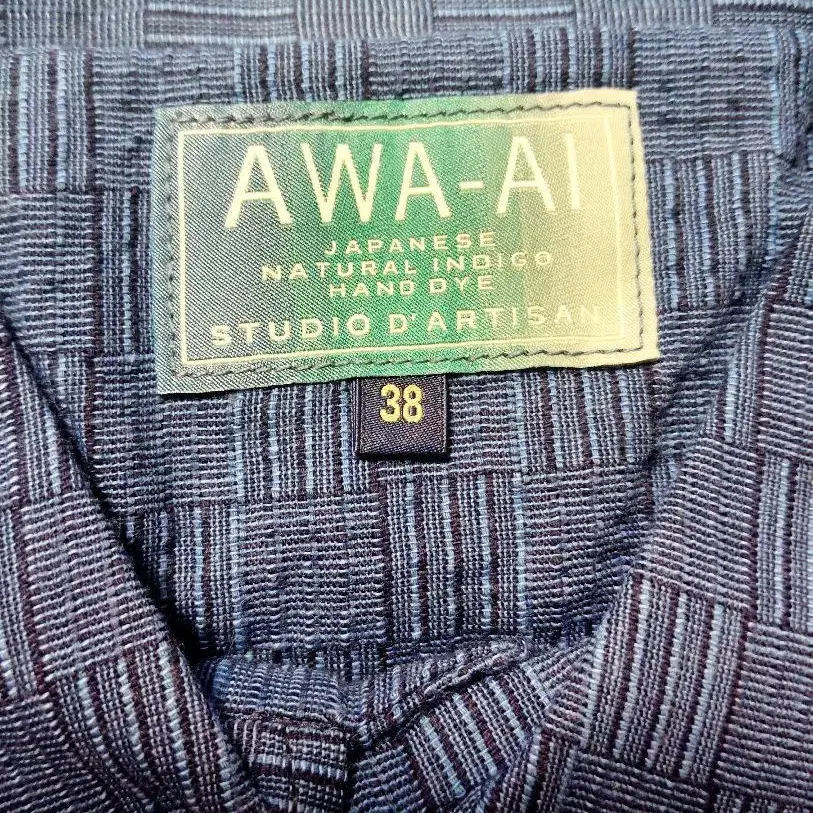 AWA-AI
JAPANESE
NATURAL INDIGO
HAND DYE
STUDIO D'ARTISAN
38